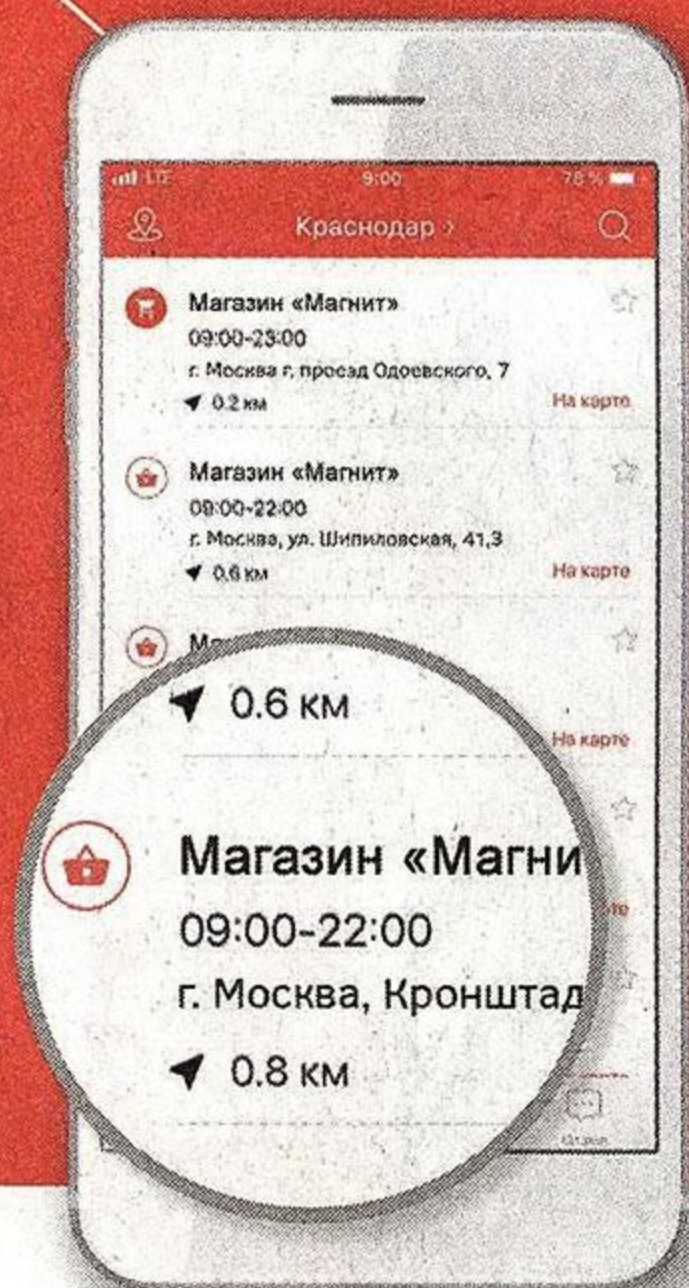 LTE 9:00 78 %
Краснодар >
Магазин «Магнит»
09:00-23:00
г. Москва г, проезд Одоевского, 7
0.2 км
На карте
Магазин «Магнит»
09:00-22:00
г. Москва, ул. Шипиловская, 41,3
0.6 км
На карте
Ма
0.6 км
На карте
Магазин «Магни
09:00-22:00
г. Москва, Кронштад
0.8 км